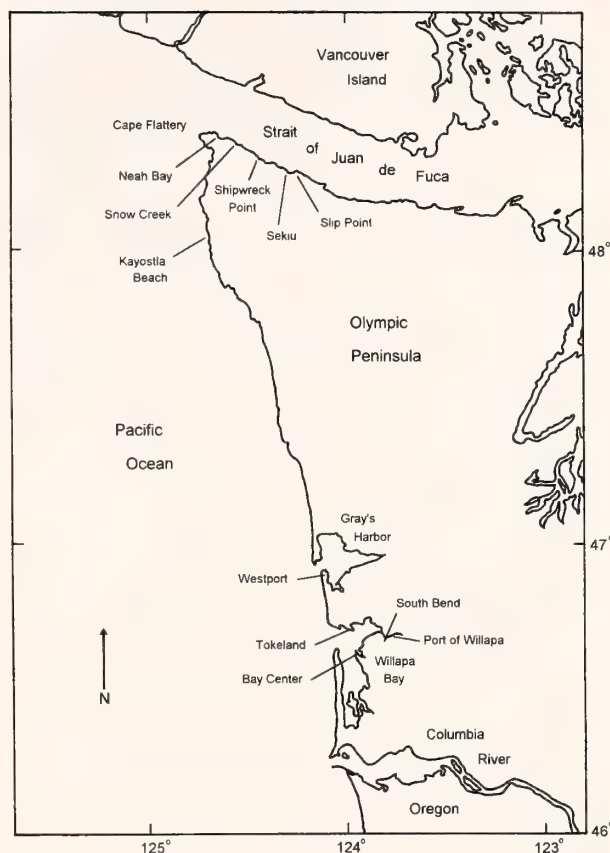 Vancouver
Island
Cape Flattery
Strait
of
Juan
de
Fuca
Neah Bay
Shipwreck
Point
Snow Creek
Slip Point
Sekiu
48°
Kayostla
Beach
Olympic
Peninsula
Pacific
Ocean
Gray's
Harbor
47°
Westport
South Bend
Tokeland
Port of Willapa
Bay Center
Willapa
Bay
N
Columbia
River
Oregon
46°
125°
124°
123°